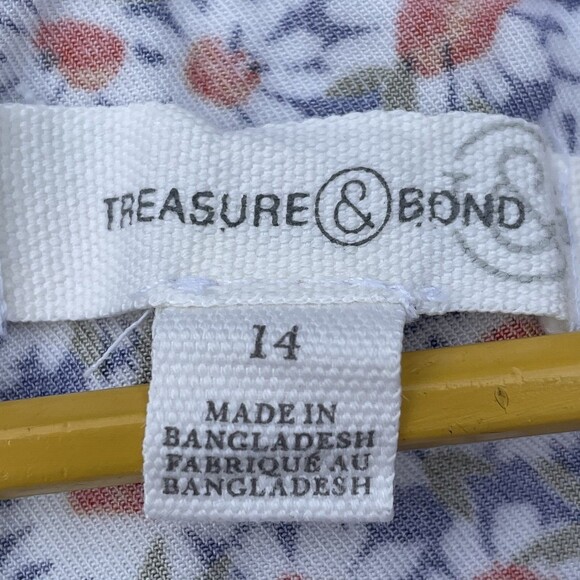 TREASURE & BOND
&
14
MADE IN
BANGLADESH
FABRIQUÉ AU
BANGLADESH